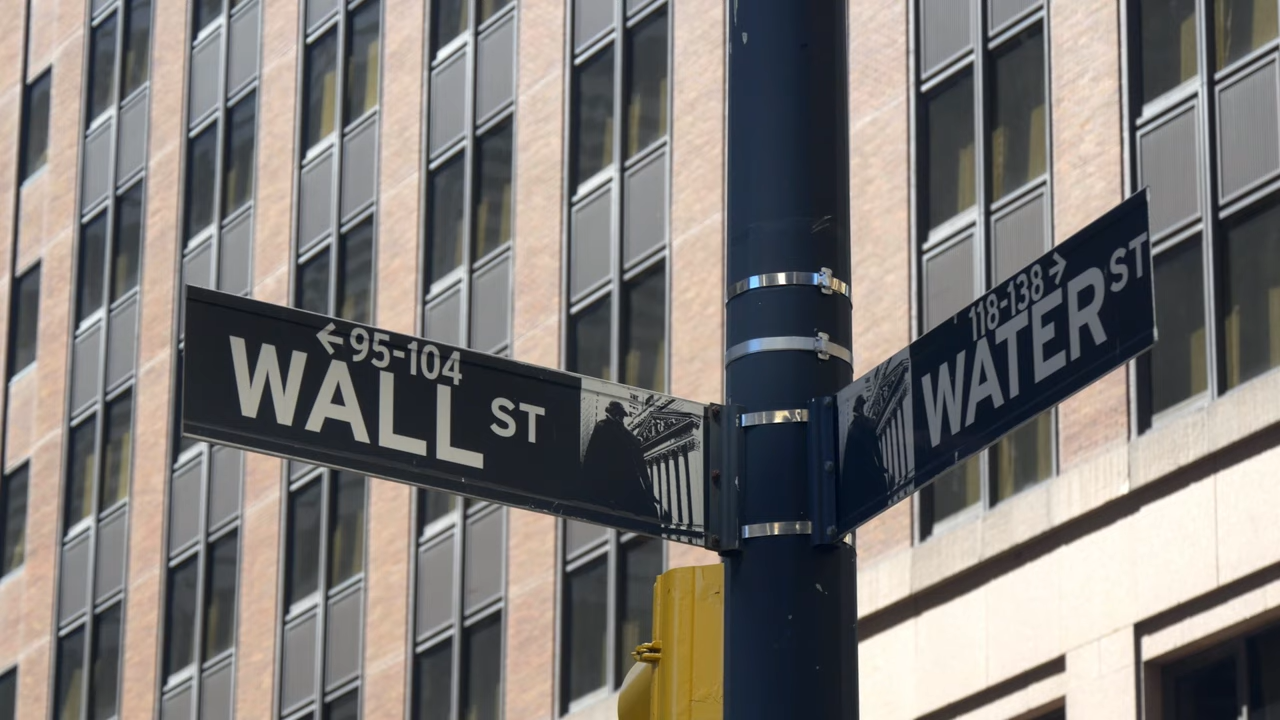 ←95-104
WALL ST
118-138→
WATER ST